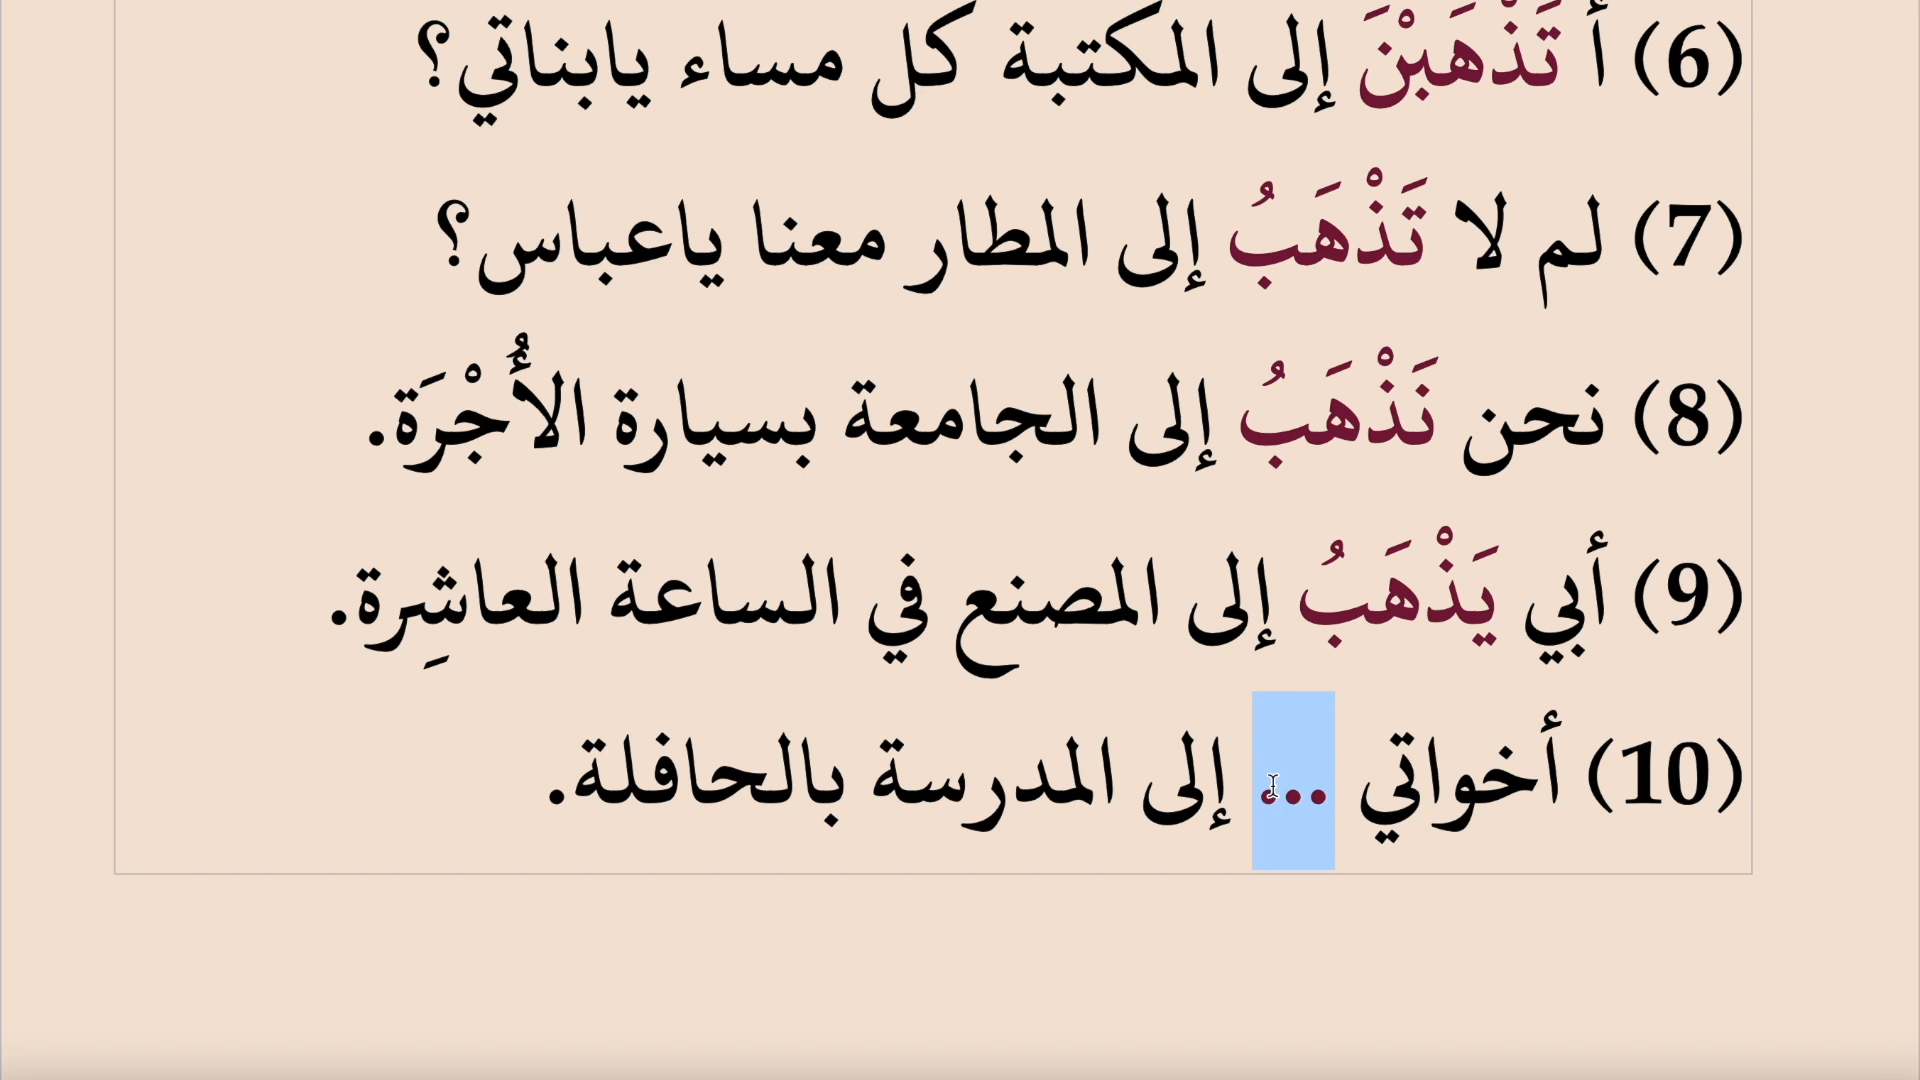 (6) أ تَذْهَبْنَ إلى المكتبة كل مساء يابناتي؟
(7) لم لا تَذْهَبُ إلى المطار معنا ياعباس؟
(8) نحن نَذْهَبُ إلى الجامعة بسيارة الأُجْرَة.
(9) أبي يَذْهَبُ إلى المصنع في الساعة العاشِرة.
(10) أخواتي ... إلى المدرسة بالحافلة.